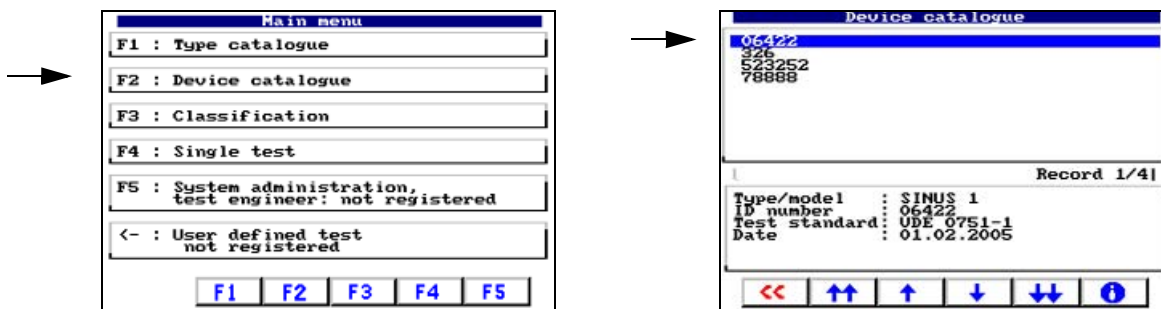 Main menu
F1 : Type catalogue
F2 : Device catalogue
F3 : Classification
F4 : Single test
F5 : System administration,
test engineer: not registered
<- : User defined test
not registered
F1 F2 F3 F4 F5
Device catalogue
06422
326
523252
78888
Record 1/4
Type/model : SINUS 1
ID number : 06422
Test standard: VDE 0751-1
Date : 01.02.2005
<<